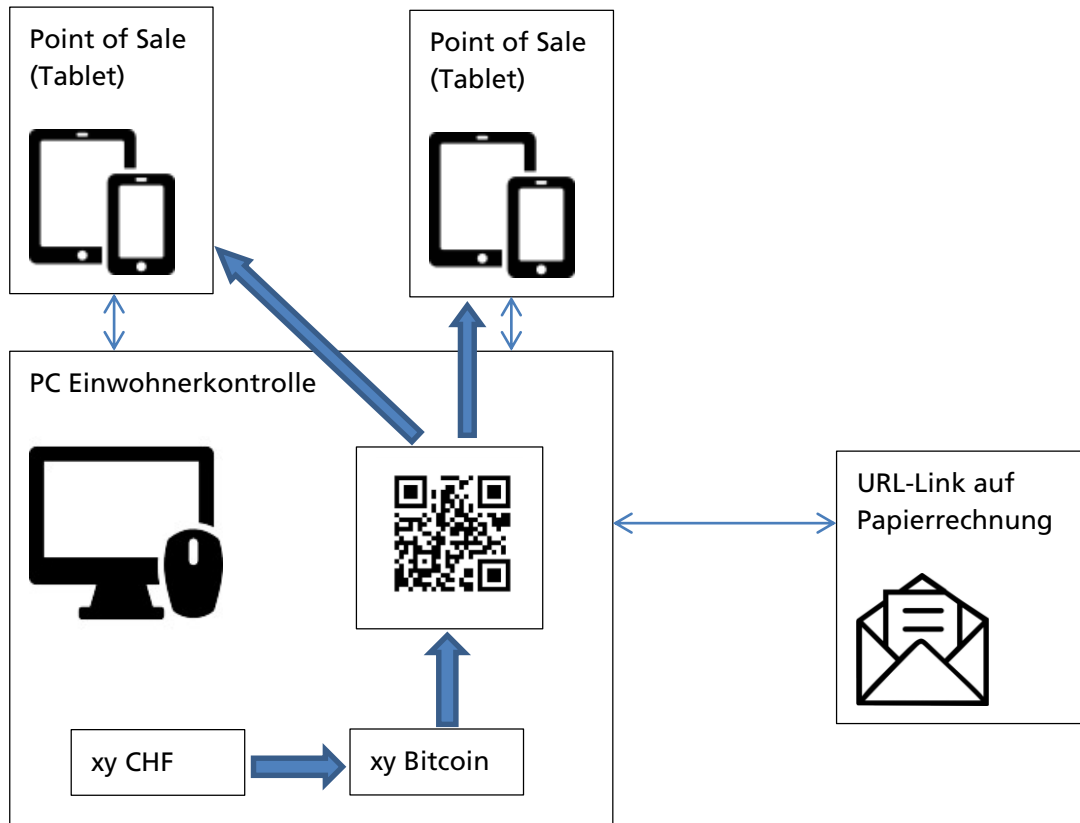 Point of Sale
(Tablet)
Point of Sale
(Tablet)
PC Einwohnerkontrolle
URL-Link auf
Papierrechnung
xy CHF
xy Bitcoin